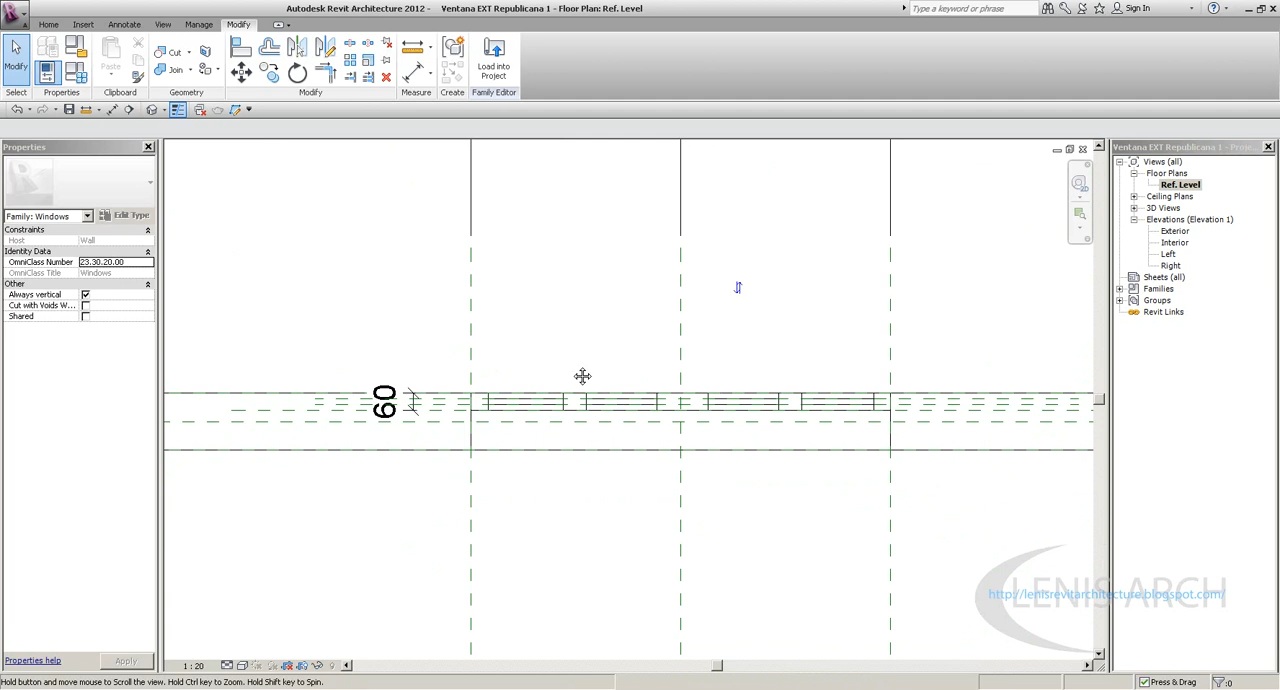 Autodesk Revit Architecture 2012 - Ventana EXT Republicana 1 - Floor Plan: Ref. Level
Type a keyword or phrase
Sign In
Home Insert Annotate View Manage Modify
Modify
Cut
Join
Paste
Load into
Project
Select Properties Clipboard Geometry Modify Measure Create Family Editor
Properties
Family: Windows
Edit Type
Constraints
Host Wall
Identity Data
OmniClass Number 23.30.20.00
OmniClass Title Windows
Other
Always vertical
Cut with Voids W...
Shared
Properties help
Apply
60
Ventana EXT Republicana 1 - Proje...
Views (all)
Floor Plans
Ref. Level
Ceiling Plans
3D Views
Elevations (Elevation 1)
Exterior
Interior
Left
Right
Sheets (all)
Families
Groups
Revit Links
LENIS ARCH
http://lenisrevitarchitecture.blogspot.com/
1 : 20
Hold button and move mouse to Scroll the view. Hold Ctrl key to Zoom. Hold Shift key to Spin.
Press & Drag
:0